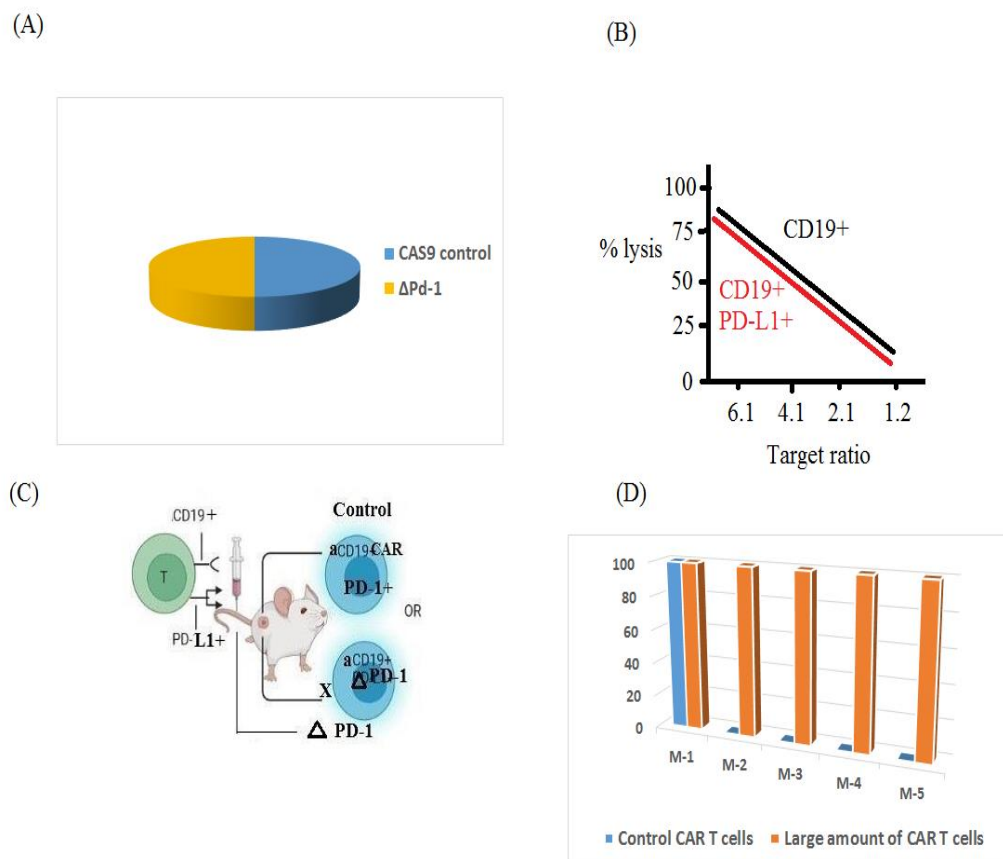 (A)
CAS9 control
ΔPd-1
(B)
100
75
50
25
0
% lysis
CD19+
CD19+
PD-L1+
6.1 4.1 2.1 1.2
Target ratio
(C)
.CD19+
T
PD-L1+
Control
aCD19+CAR
PD-1+
OR
aCD19+
Δ PD-1
X
Δ PD-1
(D)
100
80
60
40
20
0
M-1 M-2 M-3 M-4 M-5
Control CAR T cells Large amount of CAR T cells